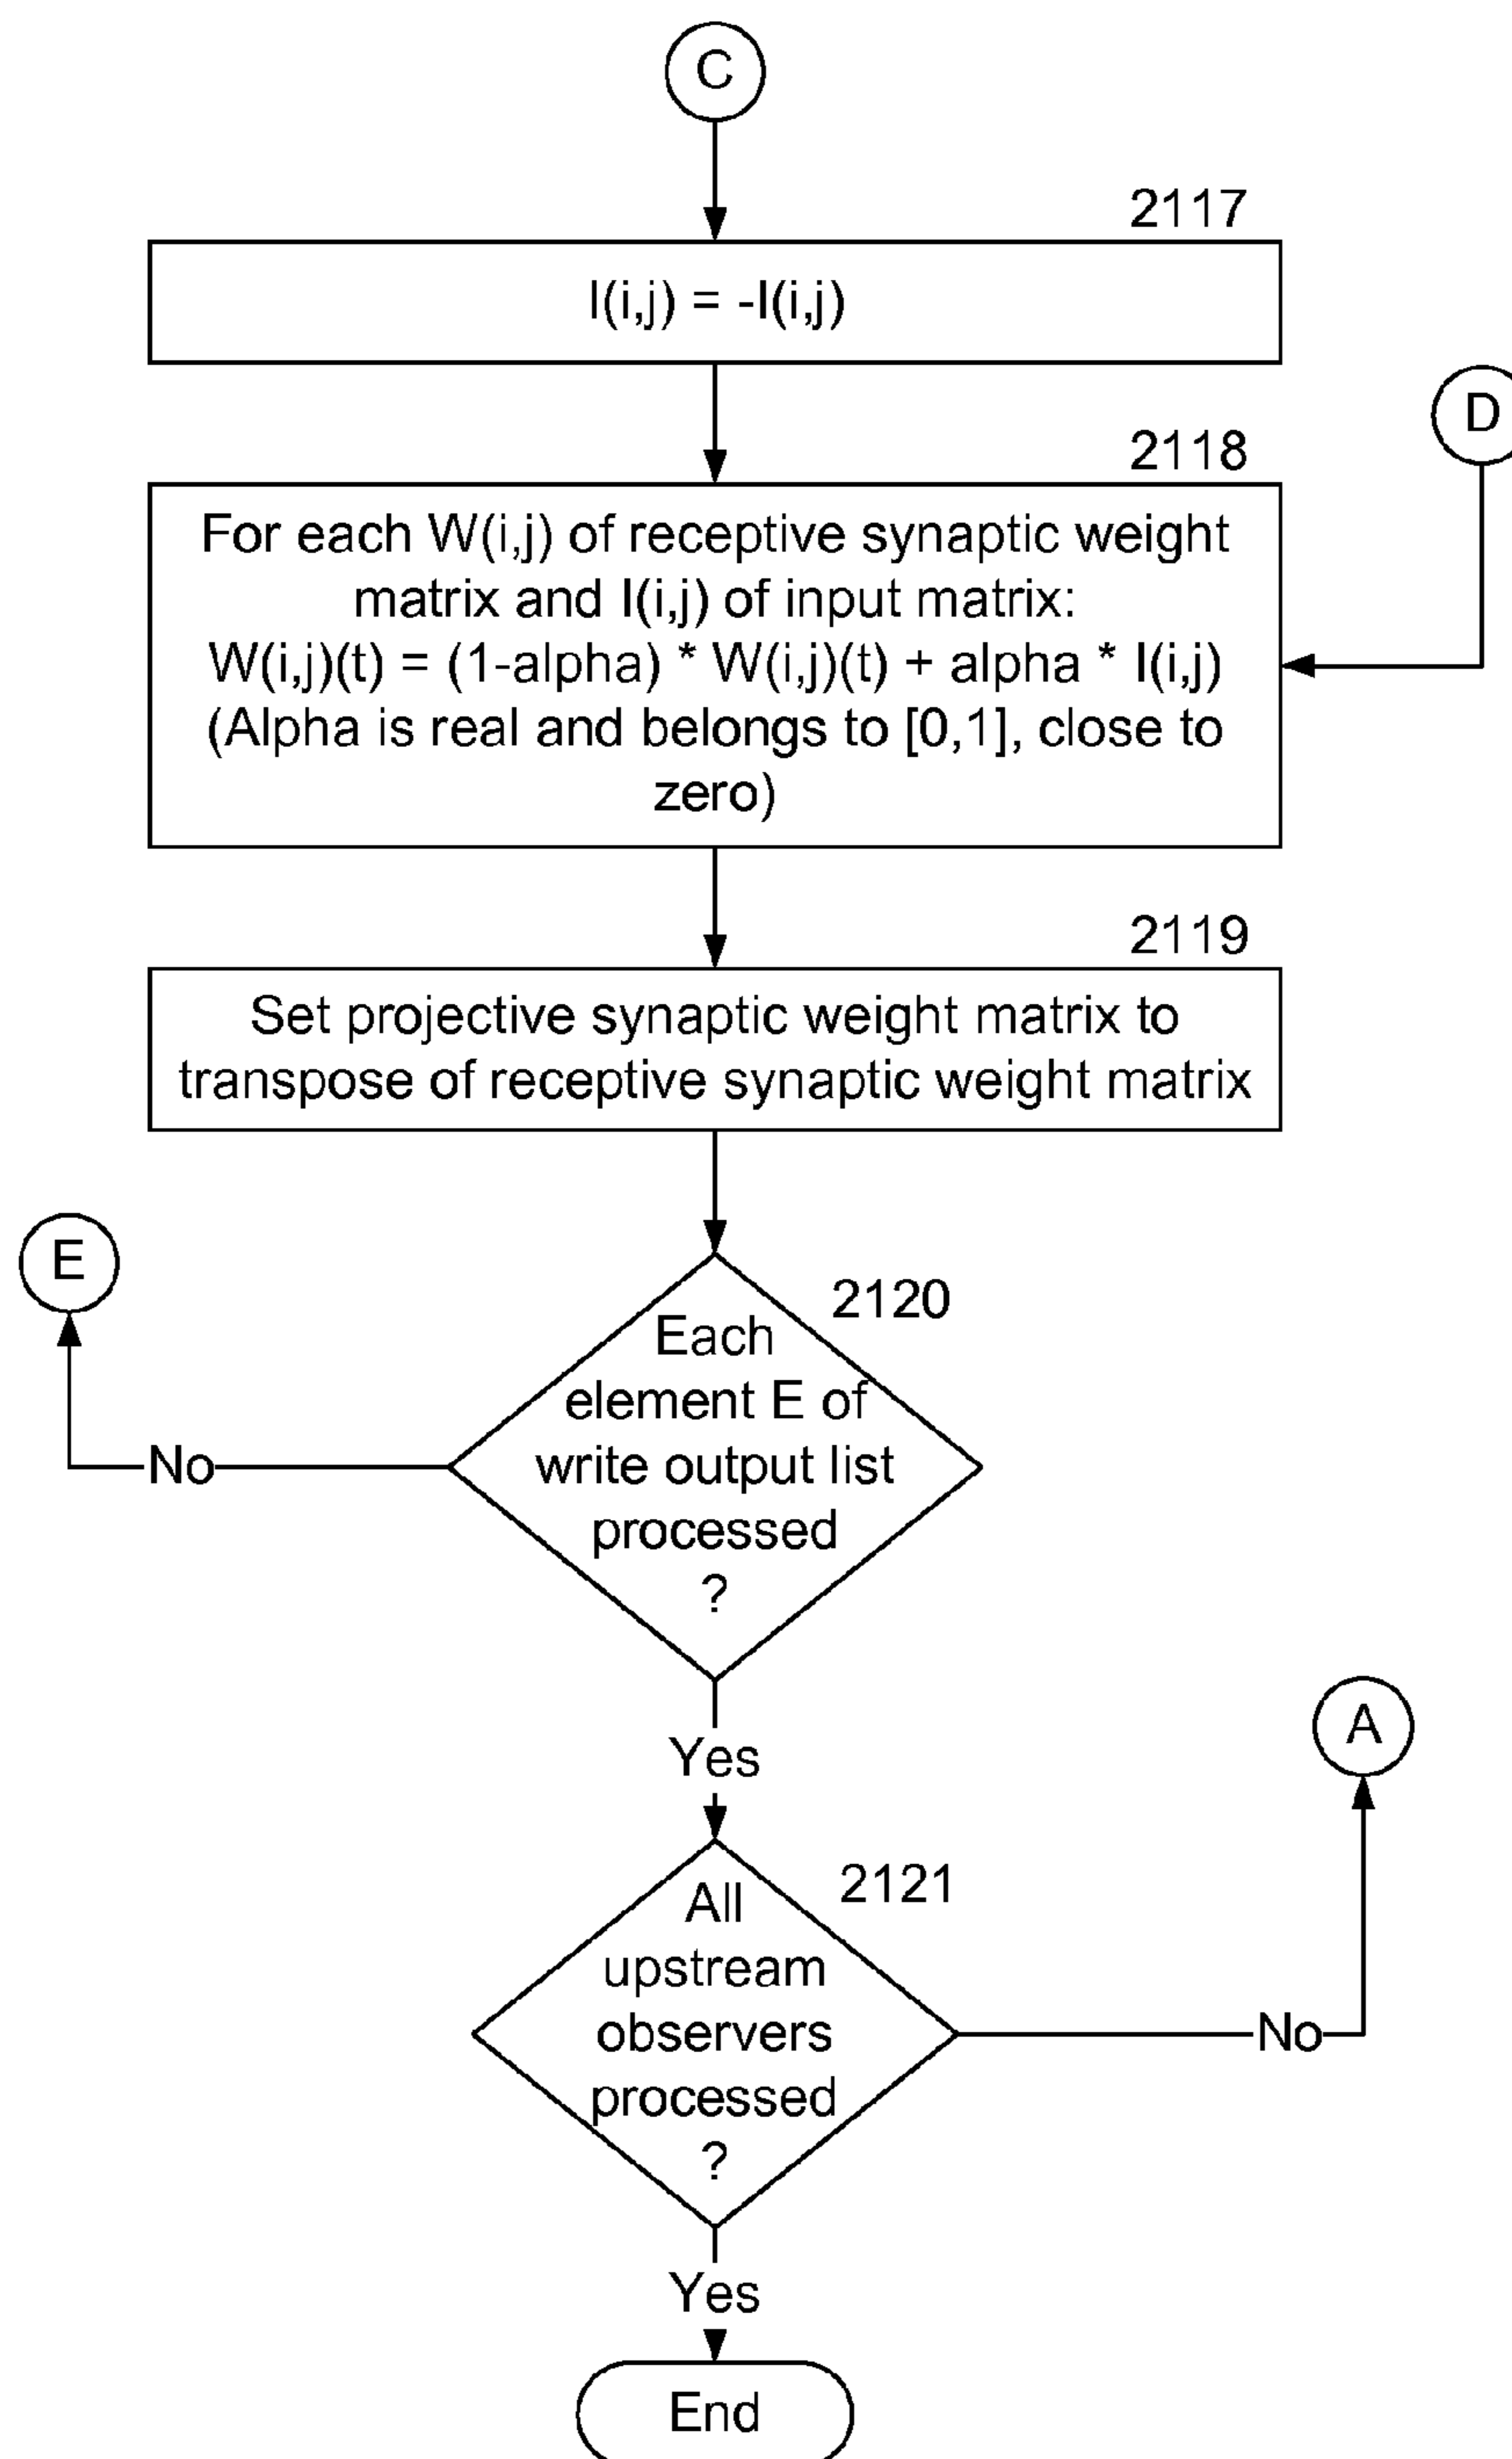 C
2117
I(i,j) = -I(i,j)
D
2118
For each W(i,j) of receptive synaptic weight
matrix and I(i,j) of input matrix:
W(i,j)(t) = (1-alpha) * W(i,j)(t) + alpha * I(i,j)
(Alpha is real and belongs to [0,1], close to
zero)
2119
Set projective synaptic weight matrix to
transpose of receptive synaptic weight matrix
E
2120
Each
element E of
write output list
processed
?
No
Yes
A
2121
All
upstream
observers
processed
?
No
Yes
End